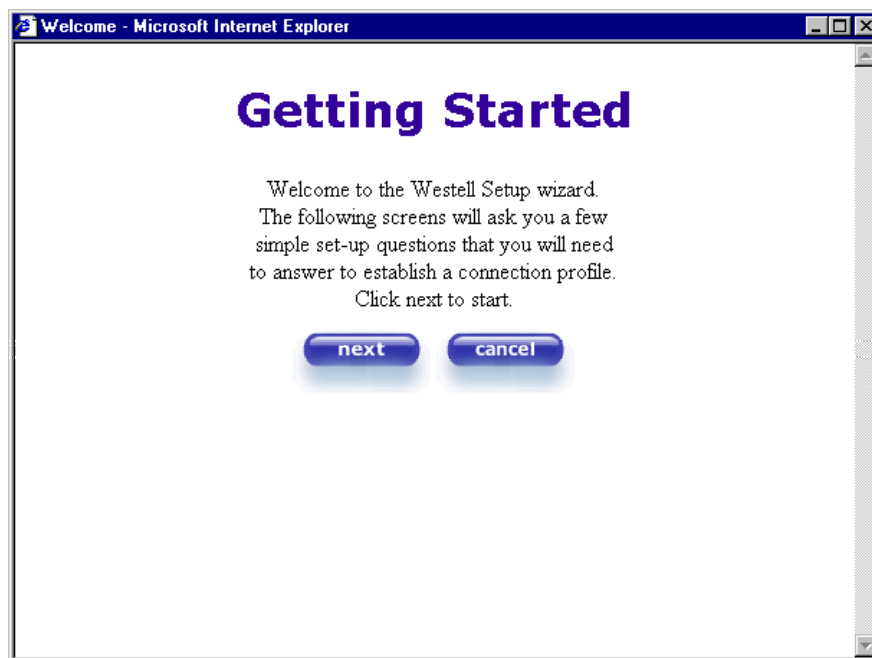 Welcome - Microsoft Internet Explorer
Getting Started
Welcome to the Westell Setup wizard.
The following screens will ask you a few
simple set-up questions that you will need
to answer to establish a connection profile.
Click next to start.
next cancel